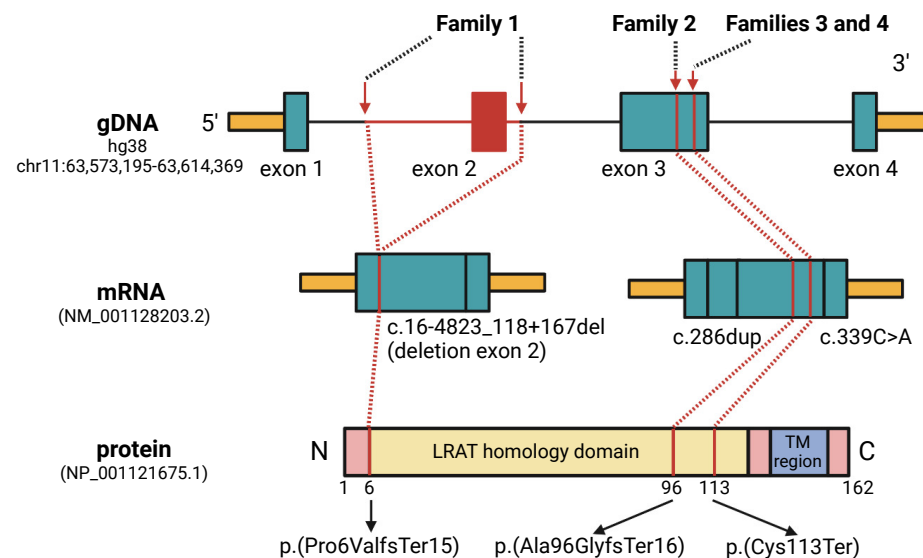 Family 1
Family 2
Families 3 and 4
3'
gDNA
hg38
chr11:63,573,195-63,614,369
5'
exon 1
exon 2
exon 3
exon 4
mRNA
(NM_001128203.2)
c.16-4823_118+167del
(deletion exon 2)
c.286dup
c.339C>A
protein
(NP_001121675.1)
N
LRAT homology domain
TM
region
C
1
6
96
113
162
p.(Pro6ValfsTer15)
p.(Ala96GlyfsTer16)
p.(Cys113Ter)